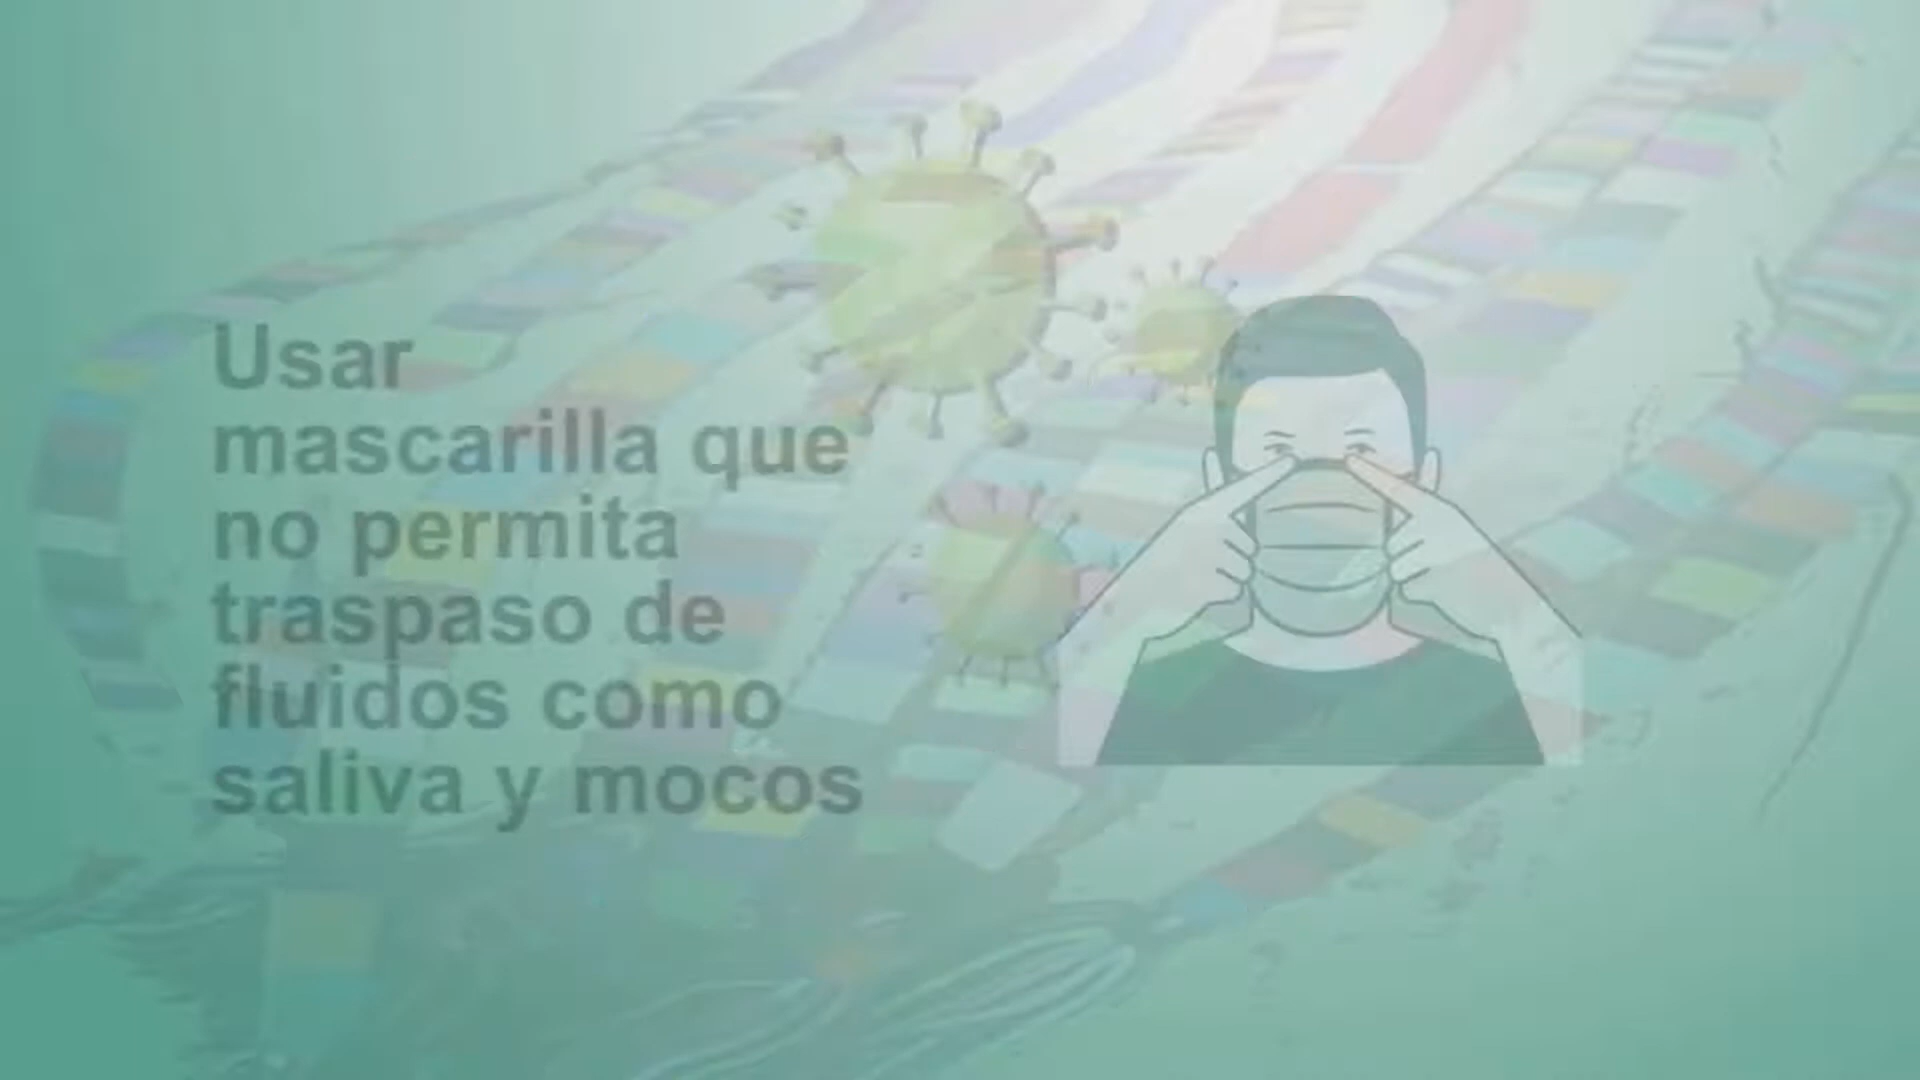 Usar
mascarilla que
no permita
traspaso de
fluidos como
saliva y mocos